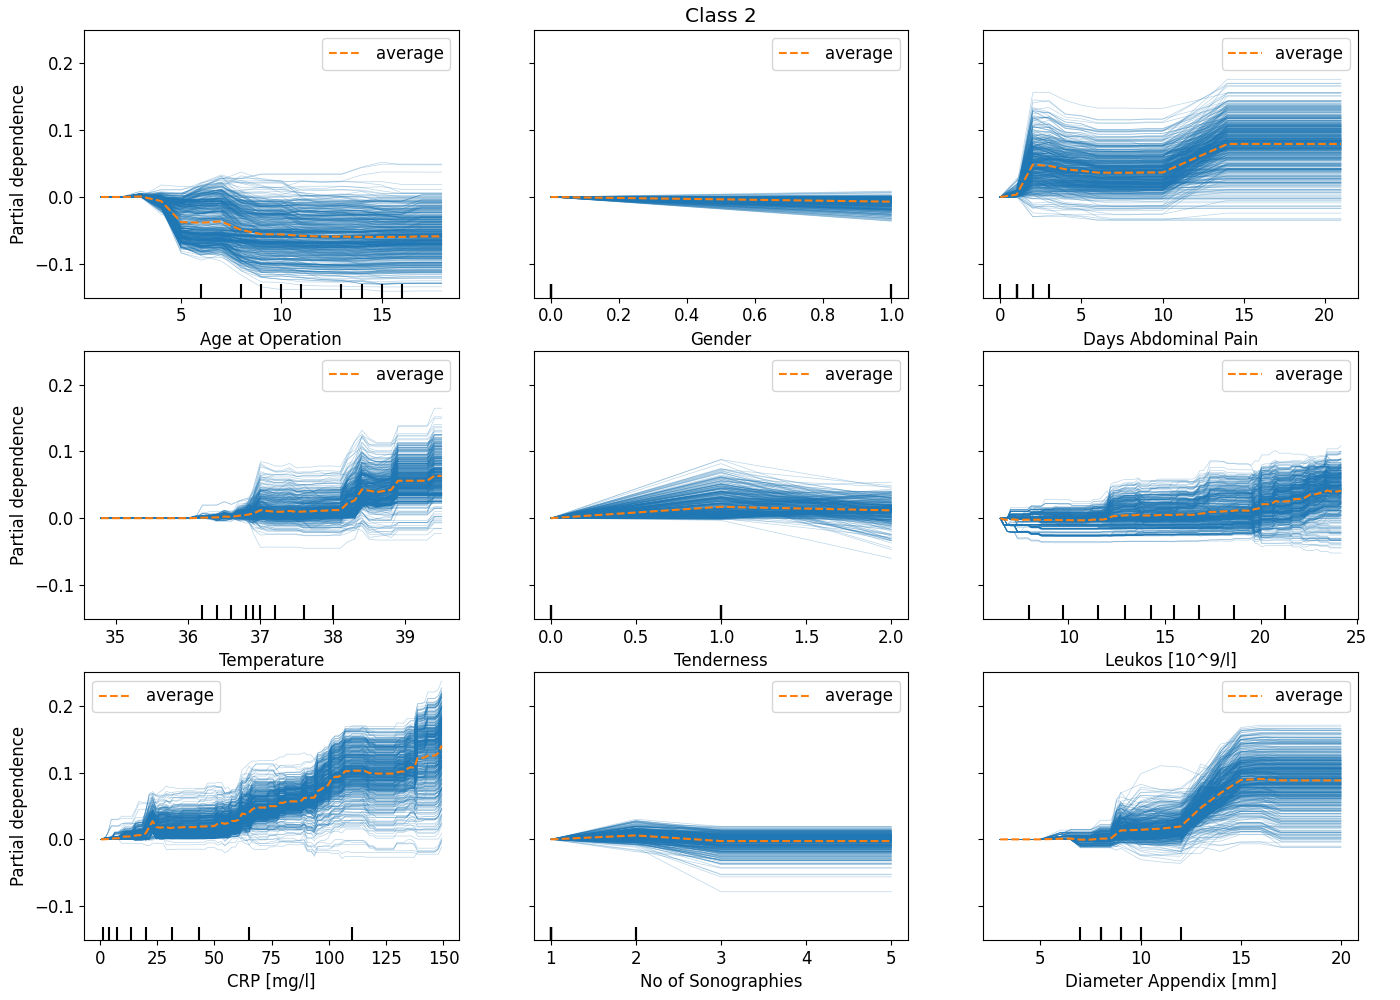 Class 2
average
average
average
Partial dependence
0.2
0.1
0.0
−0.1
5 10 15
0.0 0.2 0.4 0.6 0.8 1.0
0 5 10 15 20
Age at Operation
Gender
Days Abdominal Pain
average
average
average
Partial dependence
0.2
0.1
0.0
−0.1
35 36 37 38 39
0.0 0.5 1.0 1.5 2.0
10 15 20 25
Temperature
Tenderness
Leukos [10^9/l]
average
average
average
Partial dependence
0.2
0.1
0.0
−0.1
0 25 50 75 100 125 150
1 2 3 4 5
5 10 15 20
CRP [mg/l]
No of Sonographies
Diameter Appendix [mm]